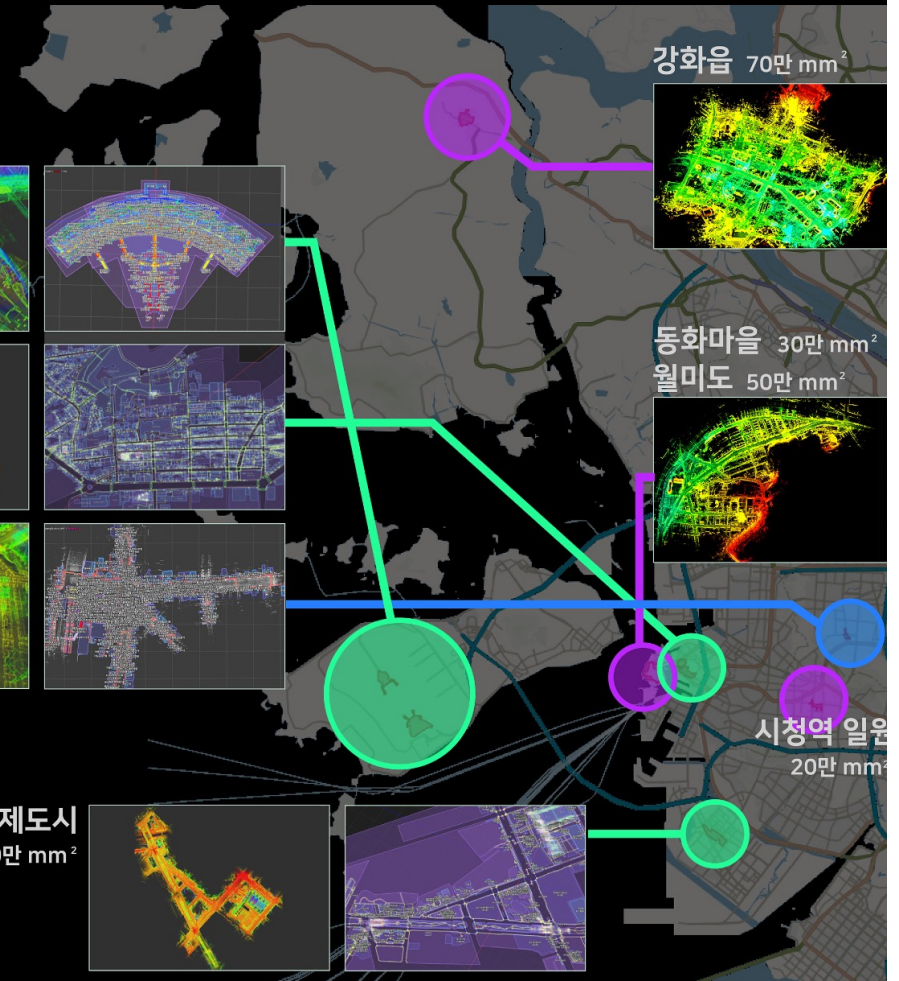 강화읍 70만 mm²
동화마을 30만 mm²
월미도 50만 mm²
시청역 일원
20만 mm²
제도시
만 mm²